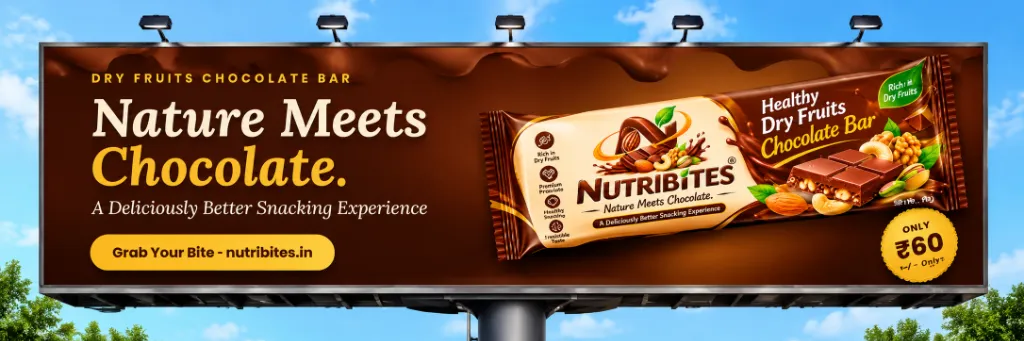 DRY FRUITS CHOCOLATE BAR
Nature Meets
Chocolate.
A Deliciously Better Snacking Experience
Grab Your Bite - nutribites.in
Rich in
Dry Fruits
Premium
Healthy
Snacking
Taste
NUTRIBITES®
Nature Meets Chocolate.
A Deliciously Better Snacking Experience
Healthy
Dry Fruits
Chocolate Bar
Rich in
Dry Fruits
ONLY
₹60